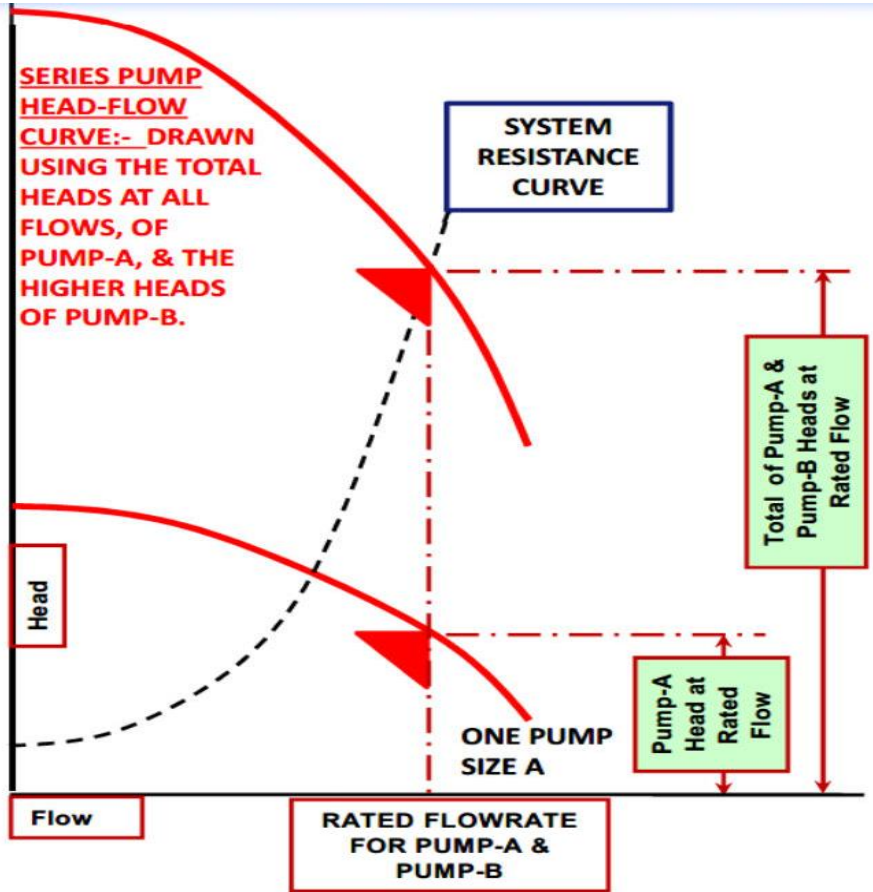 SERIES PUMP
HEAD-FLOW
CURVE:- DRAWN
USING THE TOTAL
HEADS AT ALL
FLOWS, OF
PUMP-A, & THE
HIGHER HEADS
OF PUMP-B.
SYSTEM
RESISTANCE
CURVE
Total of Pump-A &
Pump-B Heads at
Rated Flow
Head
Pump-A
Head at
Rated
Flow
ONE PUMP
SIZE A
Flow
RATED FLOWRATE
FOR PUMP-A &
PUMP-B